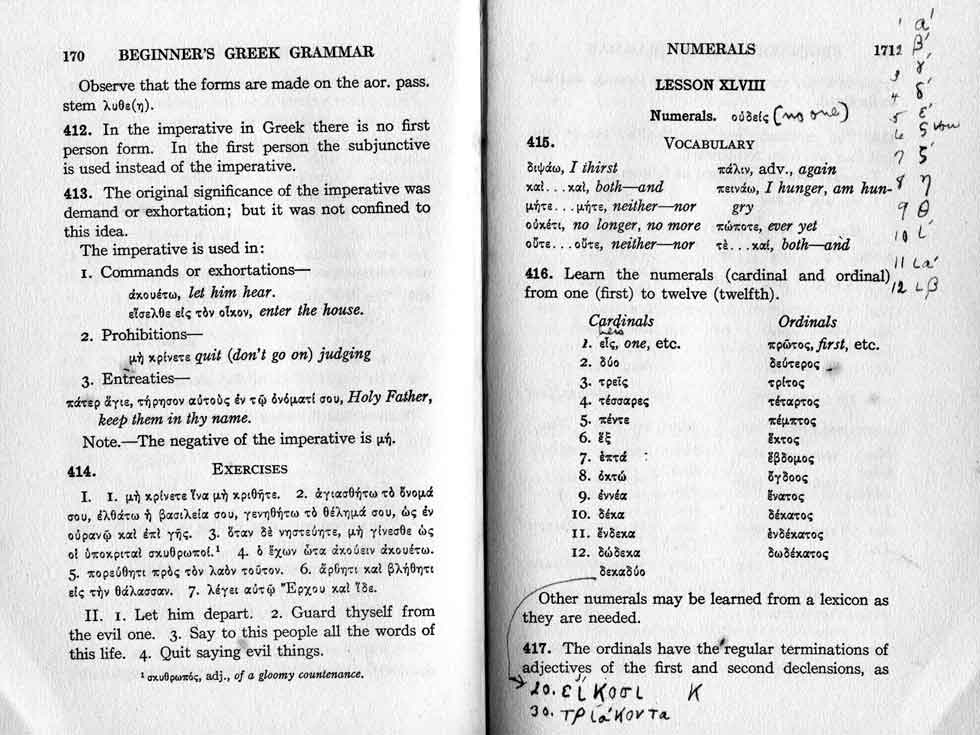 170 BEGINNER'S GREEK GRAMMAR
Observe that the forms are made on the aor. pass.
stem λυθε(η).
412. In the imperative in Greek there is no first
person form. In the first person the subjunctive
is used instead of the imperative.
413. The original significance of the imperative was
demand or exhortation; but it was not confined to
this idea.
The imperative is used in:
1. Commands or exhortations—
ἀκουέτω, let him hear.
εἴσελθε εἰς τὸν οἶκον, enter the house.
2. Prohibitions—
μὴ κρίνετε quit (don't go on) judging
3. Entreaties—
πάτερ ἅγιε, τήρησον αὐτοὺς ἐν τῷ ὀνόματί σου, Holy Father,
keep them in thy name.
Note.—The negative of the imperative is μή.
414. EXERCISES
I. 1. μὴ κρίνετε ἵνα μὴ κριθῆτε. 2. ἁγιασθήτω τὸ ὄνομά
σου, ἐλθάτω ἡ βασιλεία σου, γενηθήτω τὸ θέλημά σου, ὡς ἐν
οὐρανῷ καὶ ἐπὶ γῆς. 3. ὅταν δὲ νηστεύητε, μὴ γίνεσθε ὡς
οἱ ὑποκριταὶ σκυθρωποί.¹ 4. ὁ ἔχων ὦτα ἀκούειν ἀκουέτω.
5. πορεύθητι πρὸς τὸν λαὸν τοῦτον. 6. ἄρθητι καὶ βλήθητι
εἰς τὴν θάλασσαν. 7. λέγει αὐτῷ Ἔρχου καὶ ἴδε.
II. 1. Let him depart. 2. Guard thyself from
the evil one. 3. Say to this people all the words of
this life. 4. Quit saying evil things.
¹ σκυθρωπός, adj., of a gloomy countenance.
NUMERALS 171
LESSON XLVIII
Numerals. οὐδείς (no one)
415. VOCABULARY
διψάω, I thirst
καὶ...καὶ, both—and
μήτε...μήτε, neither—nor
οὐκέτι, no longer, no more
οὔτε...οὔτε, neither—nor
πάλιν, adv., again
πεινάω, I hunger, am hun-
gry
πώποτε, ever yet
τὲ...καί, both—and
416. Learn the numerals (cardinal and ordinal)
from one (first) to twelve (twelfth).
Cardinals Ordinals
1. εἷς, one, etc. πρῶτος, first, etc.
2. δύο δεύτερος
3. τρεῖς τρίτος
4. τέσσαρες τέταρτος
5. πέντε πέμπτος
6. ἕξ ἕκτος
7. ἑπτά ἕβδομος
8. ὀκτώ ὄγδοος
9. ἐννέα ἔνατος
10. δέκα δέκατος
11. ἕνδεκα ἑνδέκατος
12. δώδεκα δωδέκατος
δεκαδύο
Other numerals may be learned from a lexicon as
they are needed.
417. The ordinals have the regular terminations of
adjectives of the first and second declensions, as
20. εἴκοσι κ
30. τριάκοντα
1 α'
2 β'
3 γ'
4 δ'
5 ε'
6 ς
7 ζ'
8 η
9 θ
10 ι'
11 ια'
12 ιβ